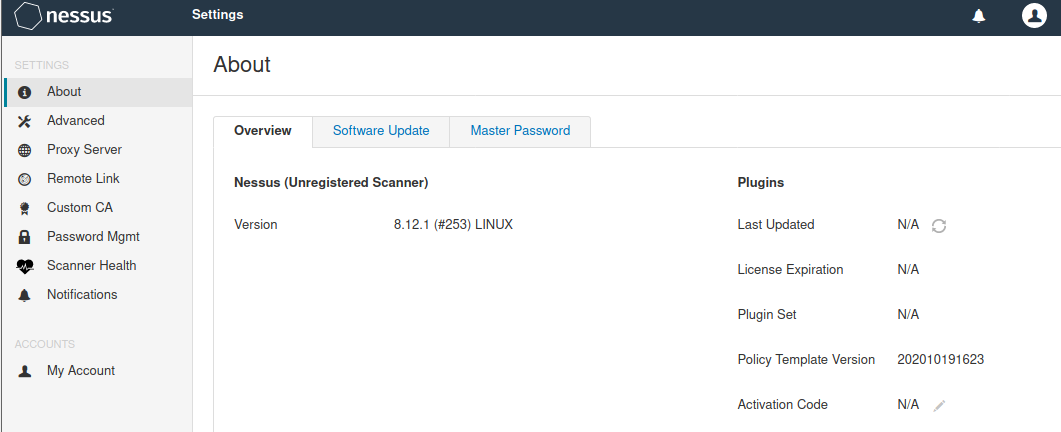 nessus
Settings
SETTINGS
About
Advanced
Proxy Server
Remote Link
Custom CA
Password Mgmt
Scanner Health
Notifications
ACCOUNTS
My Account
About
Overview Software Update Master Password
Nessus (Unregistered Scanner)
Version 8.12.1 (#253) LINUX
Plugins
Last Updated N/A
License Expiration N/A
Plugin Set N/A
Policy Template Version 202010191623
Activation Code N/A